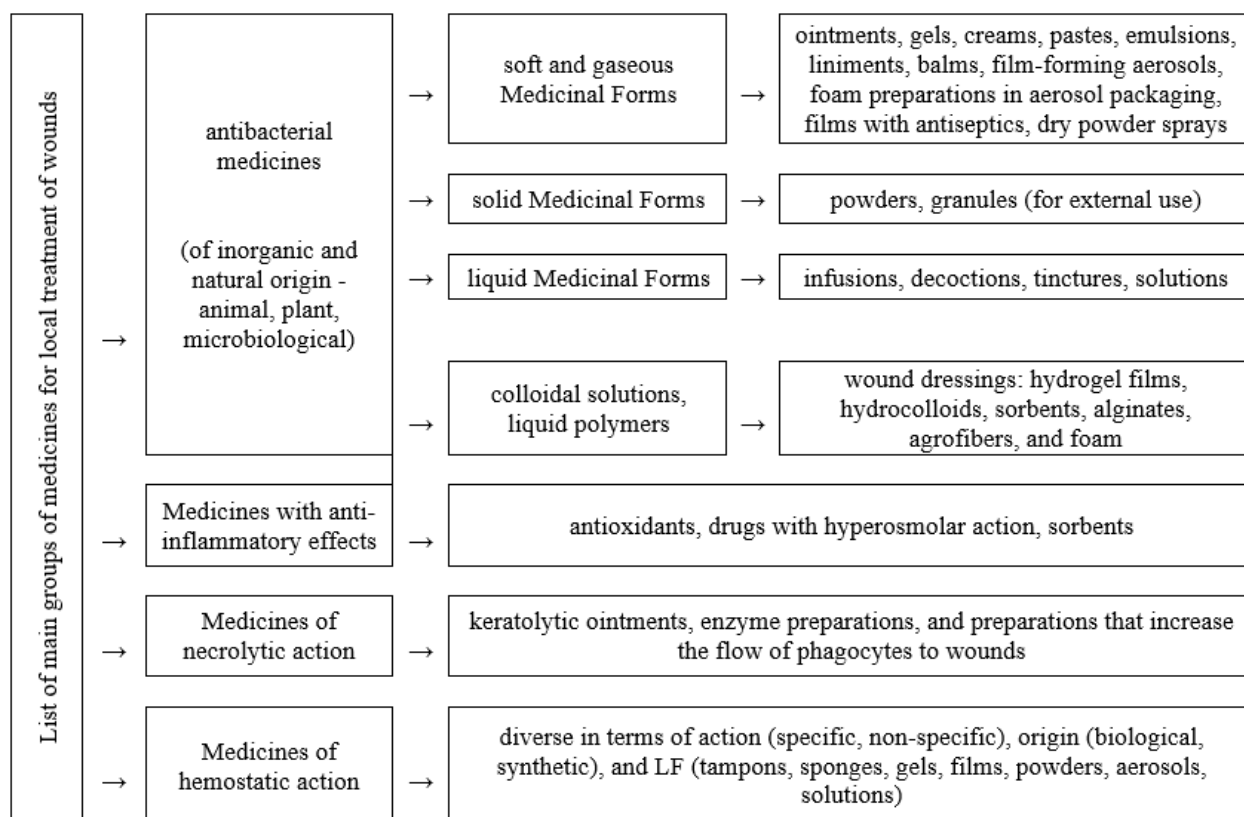 List of main groups of medicines for local treatment of wounds
→
antibacterial
medicines
(of inorganic and
natural origin -
animal, plant,
microbiological)
→
soft and gaseous
Medicinal Forms
→
ointments, gels, creams, pastes, emulsions,
liniments, balms, film-forming aerosols,
foam preparations in aerosol packaging,
films with antiseptics, dry powder sprays
→
solid Medicinal Forms
→
powders, granules (for external use)
→
liquid Medicinal Forms
→
infusions, decoctions, tinctures, solutions
→
colloidal solutions,
liquid polymers
→
wound dressings: hydrogel films,
hydrocolloids, sorbents, alginates,
agrofibers, and foam
→
Medicines with anti-
inflammatory effects
→
antioxidants, drugs with hyperosmolar action, sorbents
→
Medicines of
necrolytic action
→
keratolytic ointments, enzyme preparations, and preparations that increase
the flow of phagocytes to wounds
→
Medicines of
hemostatic action
→
diverse in terms of action (specific, non-specific), origin (biological,
synthetic), and LF (tampons, sponges, gels, films, powders, aerosols,
solutions)